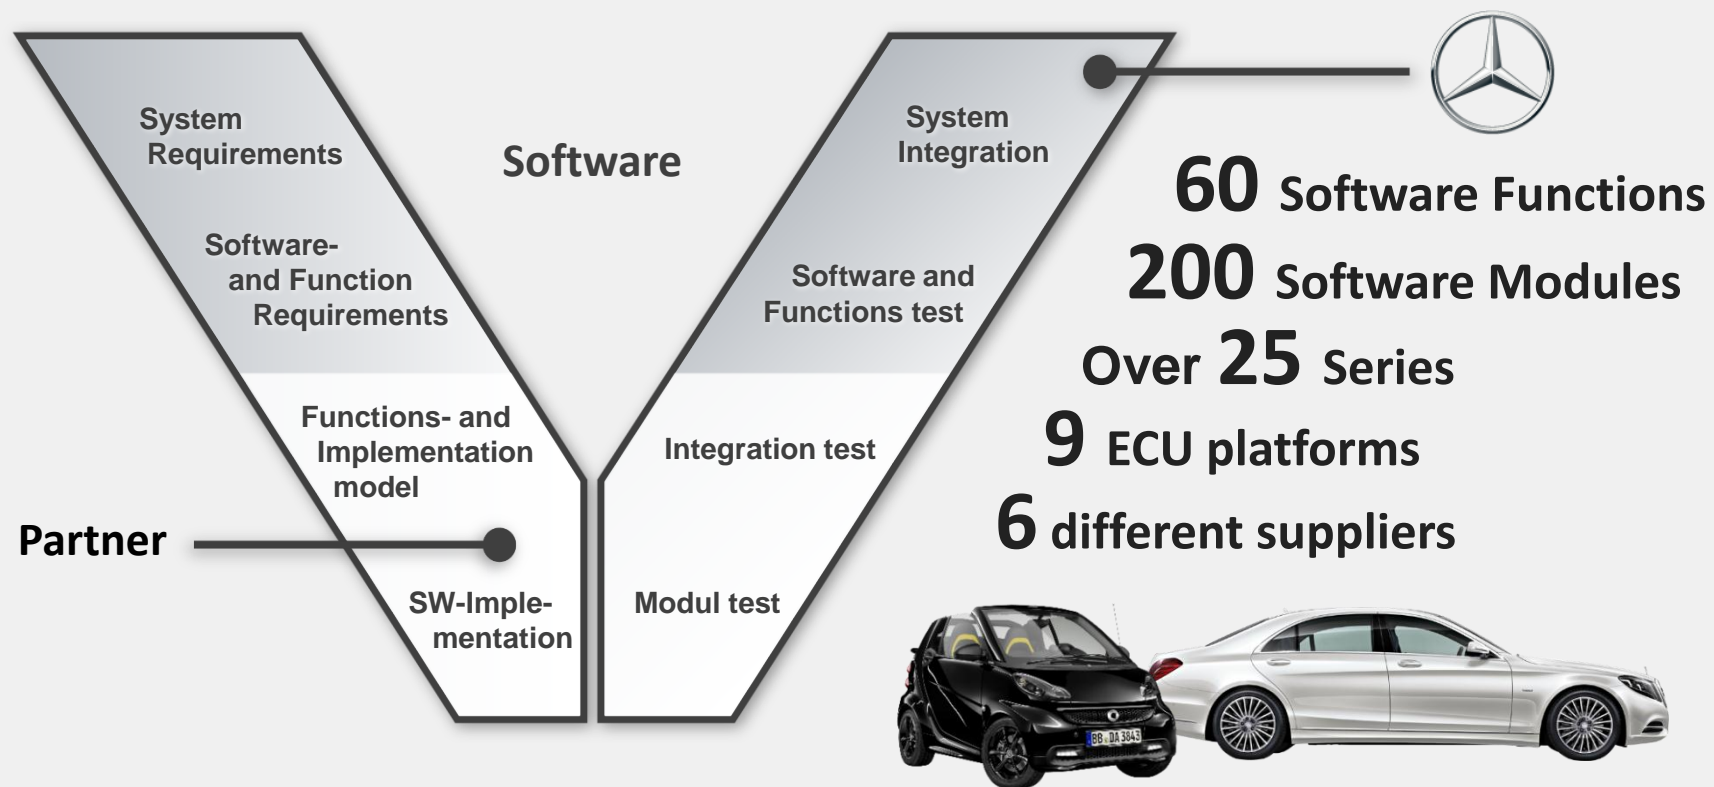 System
Requirements
Software-
and Function
Requirements
Functions- and
Implementation
model
SW-Imple-
mentation
Partner
Software
System
Integration
Software and
Functions test
Integration test
Modul test
60 Software Functions
200 Software Modules
Over 25 Series
9 ECU platforms
6 different suppliers
BB DA 3843